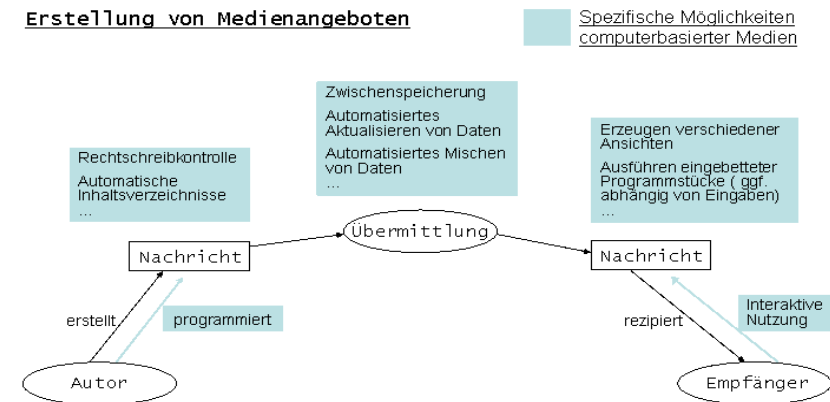 Erstellung von Medienangeboten
Spezifische Möglichkeiten
computerbasierter Medien
Zwischenspeicherung
Automatisiertes
Aktualisieren von Daten
Automatisiertes Mischen
von Daten
...
Rechtschreibkontrolle
Automatische
Inhaltsverzeichnisse
...
Erzeugen verschiedener
Ansichten
Ausführen eingebetteter
Programmstücke ( ggf.
abhängig von Eingaben)
...
Nachricht
Übermittlung
Nachricht
erstellt
programmiert
rezipiert
Interaktive
Nutzung
Autor
Empfänger